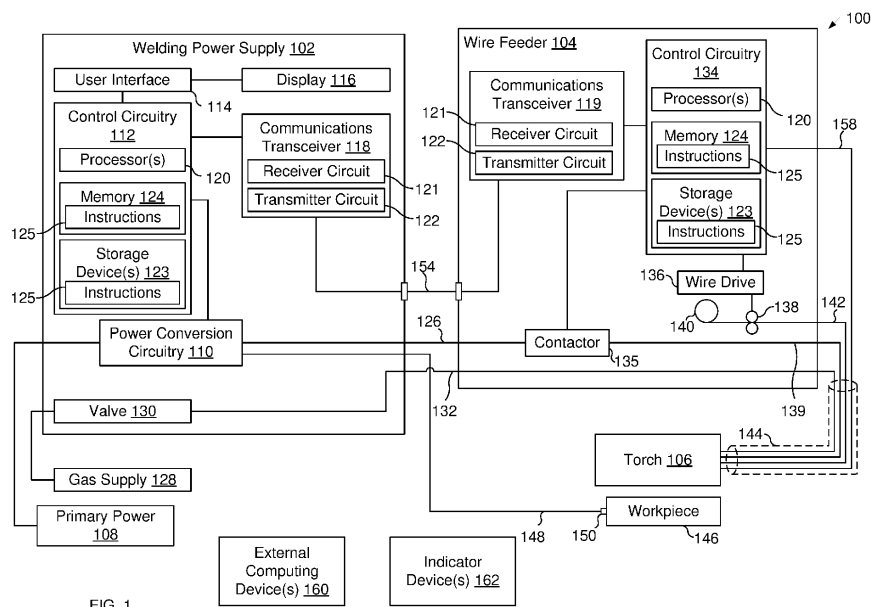 100
Welding Power Supply 102
User Interface
Display 116
114
Control Circuitry
112
Processor(s)
120
Memory 124
Instructions
125
Storage
Device(s) 123
Instructions
125
Communications
Transceiver 118
Receiver Circuit
121
Transmitter Circuit
122
Power Conversion
Circuitry 110
Valve 130
Gas Supply 128
Primary Power
108
154
126
132
Wire Feeder 104
Communications
Transceiver 119
121
Receiver Circuit
122
Transmitter Circuit
Control Circuitry
134
Processor(s)
120
Memory 124
Instructions
125
Storage
Device(s) 123
Instructions
125
158
136
Wire Drive
138
140
142
Contactor
135
139
144
Torch 106
Workpiece
146
148
150
External
Computing
Device(s) 160
Indicator
Device(s) 162
FIG. 1